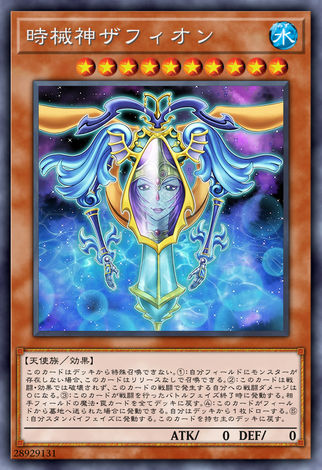 時械神ザフィオン
水
【天使族／効果】
このカードはデッキから特殊召喚できない。①：自分フィールドにモンスターが
存在しない場合、このカードはリリースなしで召喚できる。②：このカードは戦
闘・効果では破壊されず、このカードの戦闘で発生する自分への戦闘ダメージは
０になる。③：このカードが戦闘を行ったバトルフェイズ終了時に発動する。相
手フィールドの魔法・罠カードを全てデッキに戻す。④：このカードがフィール
ドから墓地へ送られた場合に発動できる。自分はデッキから１枚ドローする。⑤
：自分スタンバイフェイズに発動する。このカードを持ち主のデッキに戻す。
ATK/ 0 DEF/ 0
28929131